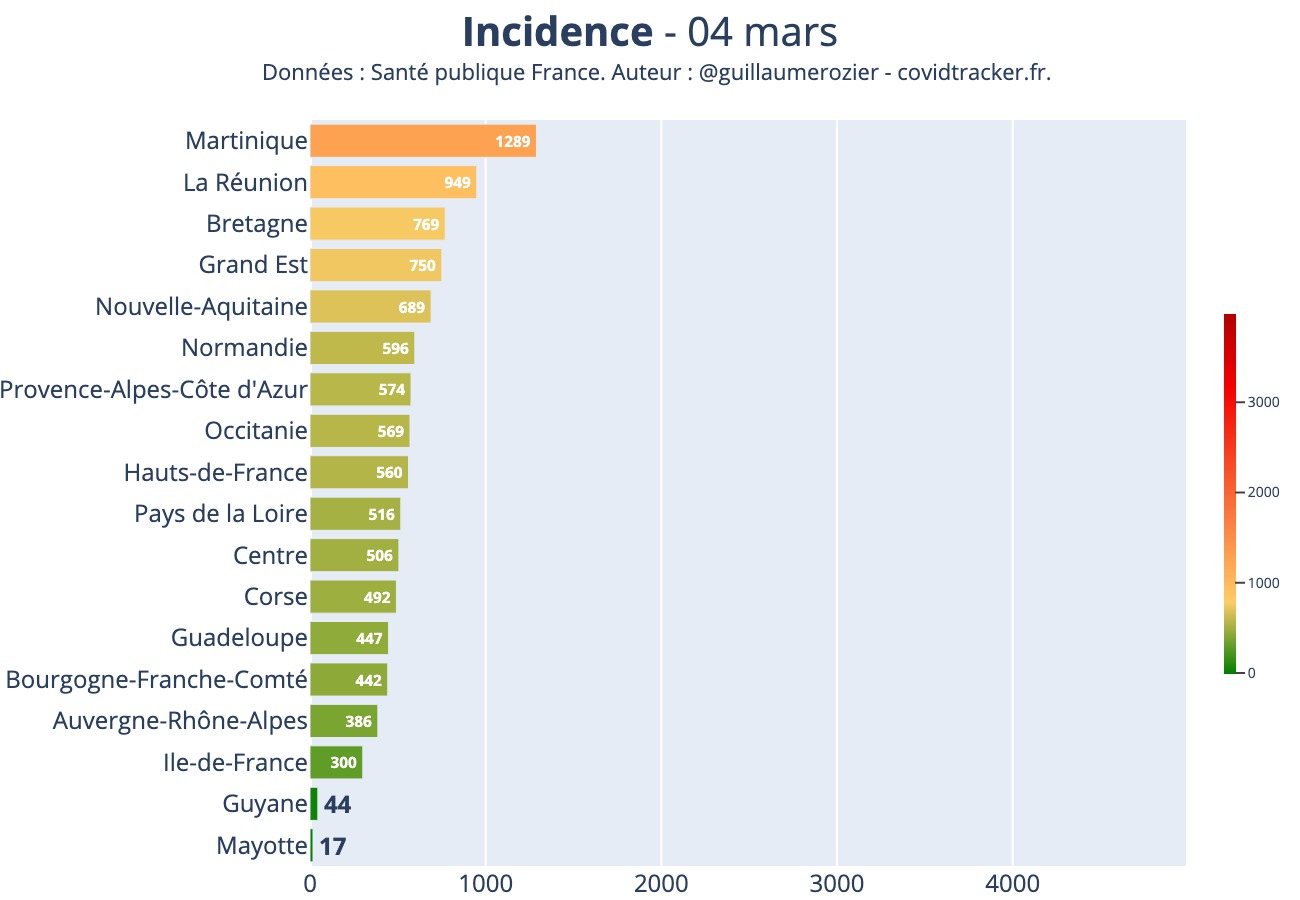 Incidence - 04 mars
Données : Santé publique France. Auteur : @guillaumerozier - covidtracker.fr.
Martinique 1289
La Réunion 949
Bretagne 769
Grand Est 750
Nouvelle-Aquitaine 689
Normandie 596
Provence-Alpes-Côte d'Azur 574
Occitanie 569
Hauts-de-France 560
Pays de la Loire 516
Centre 506
Corse 492
Guadeloupe 447
Bourgogne-Franche-Comté 442
Auvergne-Rhône-Alpes 386
Ile-de-France 300
Guyane 44
Mayotte 17
0 1000 2000 3000 4000
3000
2000
1000
0